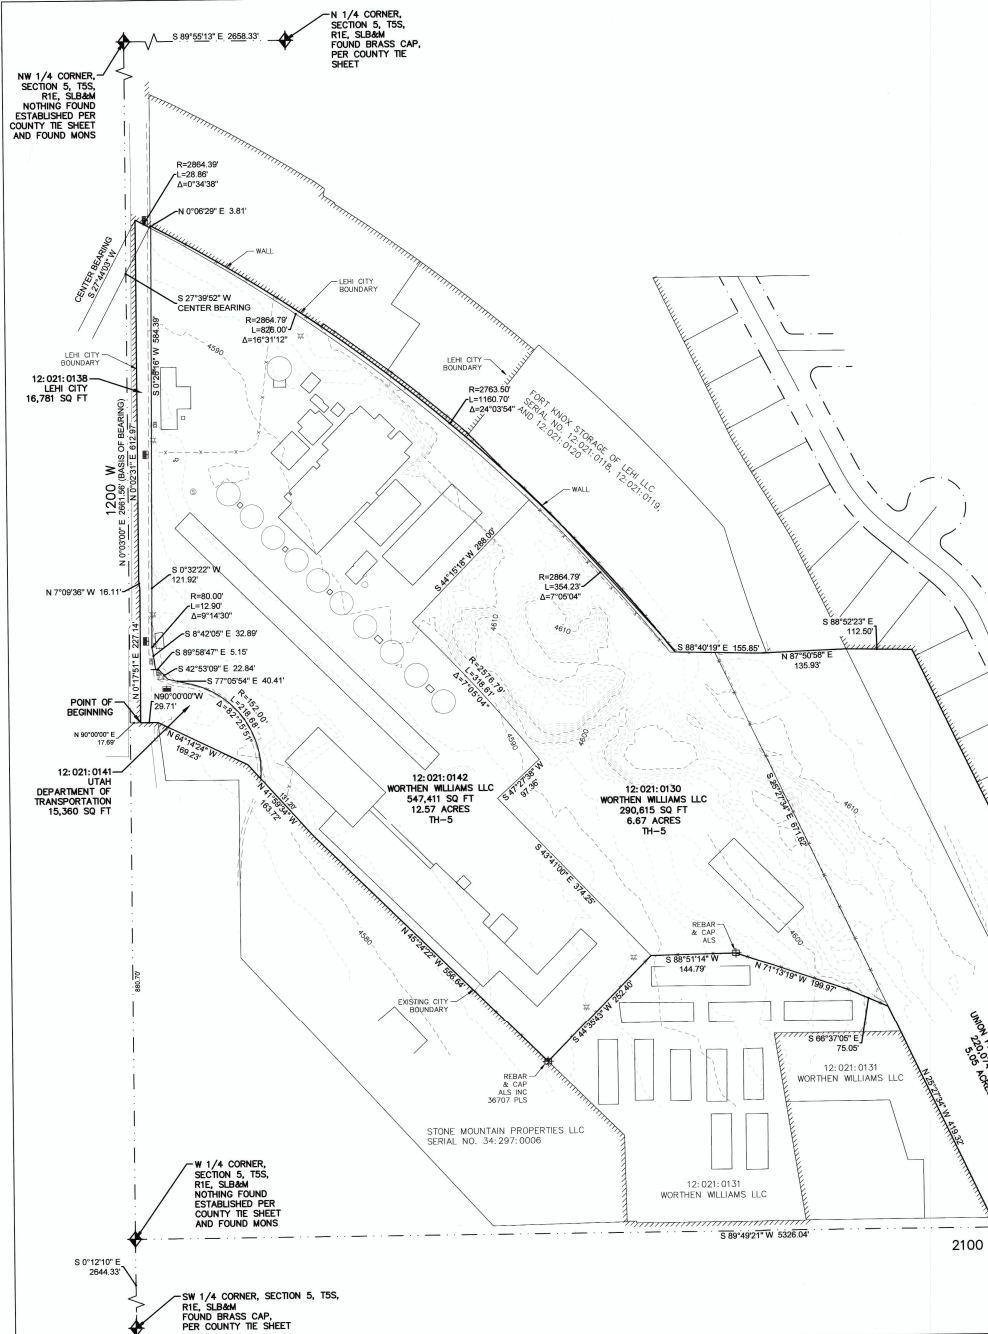 N 1/4 CORNER,
SECTION 5, T5S,
R1E, SLB&M
FOUND BRASS CAP,
PER COUNTY TIE
SHEET
S 89°55'13" E 2658.33'
NW 1/4 CORNER,
SECTION 5, T5S,
R1E, SLB&M
NOTHING FOUND
ESTABLISHED PER
COUNTY TIE SHEET
AND FOUND MONS
R=2864.39'
L=28.86'
Δ=0°34'38"
N 0°06'29" E 3.81'
WALL
CENTER BEARING
S 27°44'03" W
S 27°39'52" W
CENTER BEARING
LEHI CITY
BOUNDARY
R=2864.79'
L=826.00'
Δ=16°31'12"
4590
LEHI CITY
BOUNDARY
12:021:0138
LEHI CITY
16,781 SQ FT
S 0°26'16" W 584.39'
LEHI CITY
BOUNDARY
R=2763.50'
L=1160.70'
Δ=24°03'54"
FORT KNOX STORAGE OF LEHI LLC
SERIAL NO. 12:021:0118, 12:021:0119,
AND 12:021:0120
1200 W
N 0°03'00" E 2661.56' (BASIS OF BEARING)
N 0°02'31" E 612.97'
WALL
S 44°15'18" W 288.00'
S 0°32'22" W
121.92'
N 7°09'36" W 16.11'
R=80.00'
L=12.90'
Δ=9°14'30"
R=2864.79'
L=354.23'
Δ=7°05'04"
S 8°42'05" E 32.89'
S 89°58'47" E 5.15'
S 42°53'09" E 22.84'
S 77°05'54" E 40.41'
4610
4610
S 88°52'23" E
112.50'
S 88°40'19" E 155.85'
N 87°50'58" E
135.93'
N 0°17'51" E 227.14'
R=2576.79'
L=318.61'
Δ=7°05'04"
POINT OF
BEGINNING
N90°00'00"W
29.71'
R=152.00'
L=218.68'
Δ=82°25'51"
N 90°00'00" E
17.69'
N 64°14'24" W
169.23'
4590
4600
12:021:0141
UTAH
DEPARTMENT OF
TRANSPORTATION
15,360 SQ FT
131.20'
N 41°59'34" W
163.72'
12:021:0142
WORTHEN WILLIAMS LLC
547,411 SQ FT
12.57 ACRES
TH-5
S 47°27'38" W
97.36'
12:021:0130
WORTHEN WILLIAMS LLC
290,615 SQ FT
6.67 ACRES
TH-5
S 25°27'34" E 671.62'
4610
S 43°41'00" E 374.25'
4580
N 45°24'22" W 556.64'
REBAR
& CAP
ALS
4600
S 88°51'14" W
144.79'
N 71°13'19" W 199.97'
880.70'
EXISTING CITY
BOUNDARY
S 44°35'43" W 252.40'
S 66°37'05" E
75.05'
UNION
5.05
12:021:0131
WORTHEN WILLIAMS LLC
REBAR
& CAP
ALS INC
36707 PLS
N 25°27'34" W 419.32'
STONE MOUNTAIN PROPERTIES LLC
SERIAL NO. 34:297:0006
W 1/4 CORNER,
SECTION 5, T5S,
R1E, SLB&M
NOTHING FOUND
ESTABLISHED PER
COUNTY TIE SHEET
AND FOUND MONS
12:021:0131
WORTHEN WILLIAMS LLC
S 89°49'21" W 5326.04'
2100
S 0°12'10" E
2644.33'
SW 1/4 CORNER, SECTION 5, T5S,
R1E, SLB&M
FOUND BRASS CAP,
PER COUNTY TIE SHEET